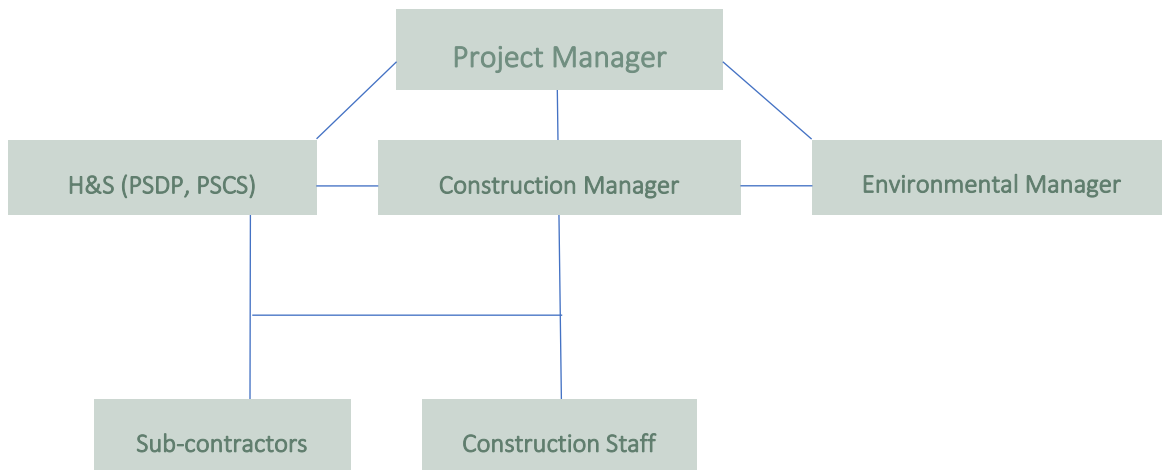 Project Manager
H&S (PSDP, PSCS)
Construction Manager
Environmental Manager
Sub-contractors
Construction Staff